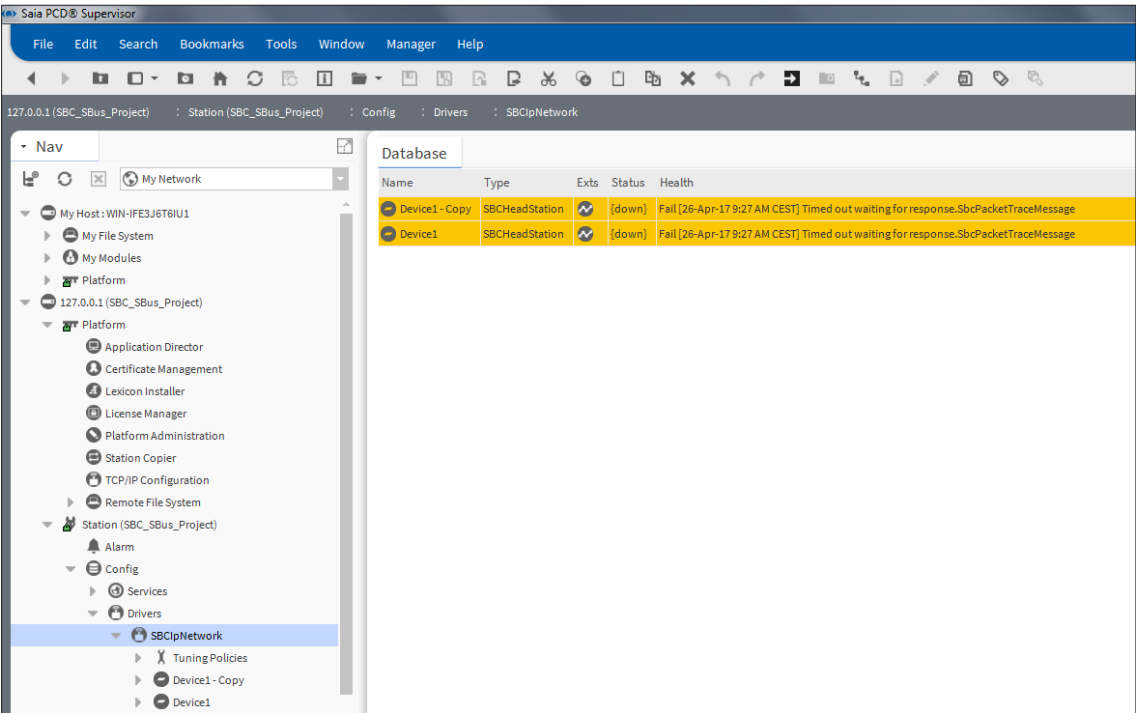 Saia PCD® Supervisor
File Edit Search Bookmarks Tools Window Manager Help
127.0.0.1 (SBC_SBus_Project) : Station (SBC_SBus_Project) : Config : Drivers : SBCIpNetwork
Nav
My Network
My Host : WIN-IFE3J6T6IU1
My File System
My Modules
Platform
127.0.0.1 (SBC_SBus_Project)
Platform
Application Director
Certificate Management
Lexicon Installer
License Manager
Platform Administration
Station Copier
TCP/IP Configuration
Remote File System
Station (SBC_SBus_Project)
Alarm
Config
Services
Drivers
SBCIpNetwork
Tuning Policies
Device1 - Copy
Device1
Database
Name Type Exts Status Health
Device1 - Copy SBCHeadStation {down} Fail [26-Apr-17 9:27 AM CEST] Timed out waiting for response.SbcPacketTraceMessage
Device1 SBCHeadStation {down} Fail [26-Apr-17 9:27 AM CEST] Timed out waiting for response.SbcPacketTraceMessage